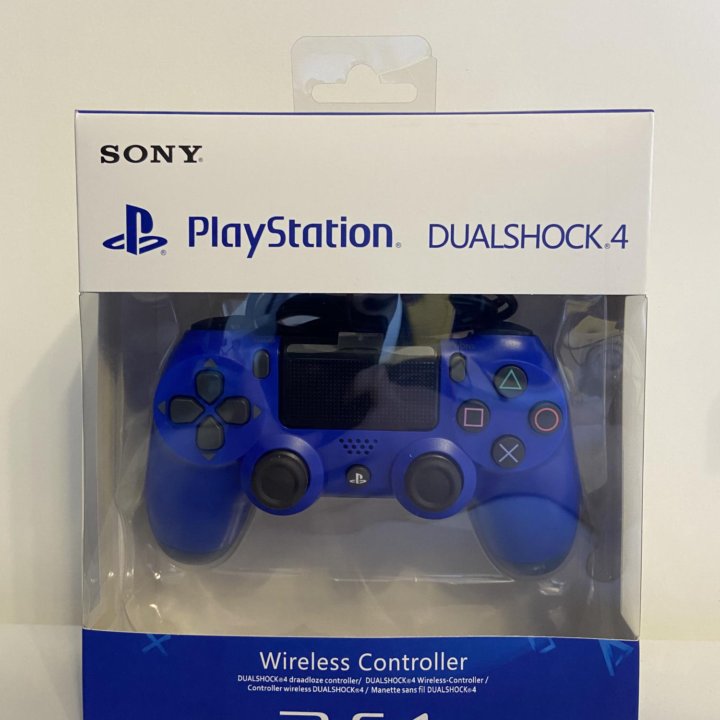 SONY®
PlayStation® DUALSHOCK®4
Wireless Controller
DUALSHOCK®4 draadloze controller/ DUALSHOCK®4 Wireless-Controller /
Controller wireless DUALSHOCK®4 / Manette sans fil DUALSHOCK®4
PS4